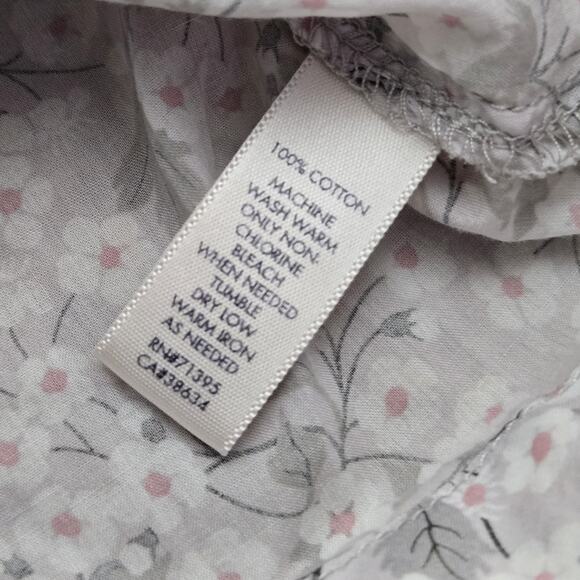 100% COTTON
MACHINE
WASH WARM
ONLY NON-
CHLORINE
BLEACH
WHEN NEEDED
TUMBLE
DRY LOW
WARM IRON
AS NEEDED
RN#71395
CA#38634